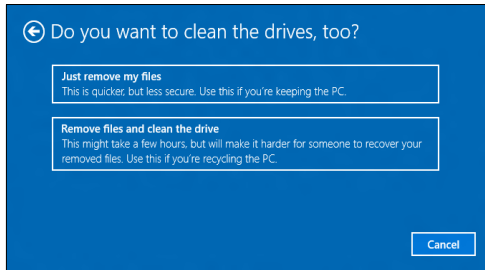 Do you want to clean the drives, too?
Just remove my files
This is quicker, but less secure. Use this if you're keeping the PC.
Remove files and clean the drive
This might take a few hours, but will make it harder for someone to recover your
removed files. Use this if you're recycling the PC.
Cancel